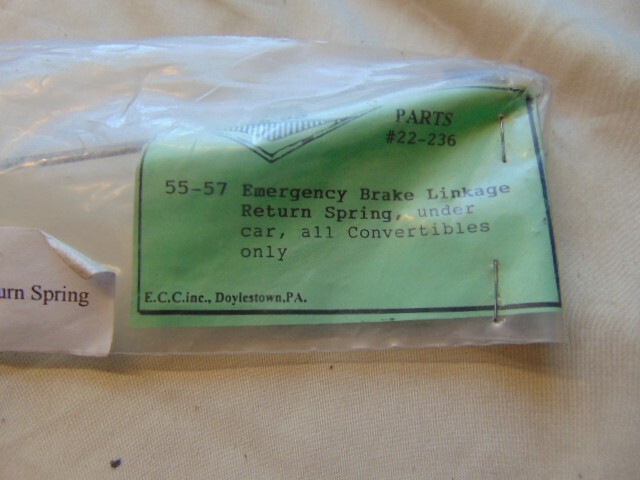 PARTS
#22-236
55-57 Emergency Brake Linkage
Return Spring, under
car, all Convertibles
only
E.C.C.inc., Doylestown,PA.
urn Spring